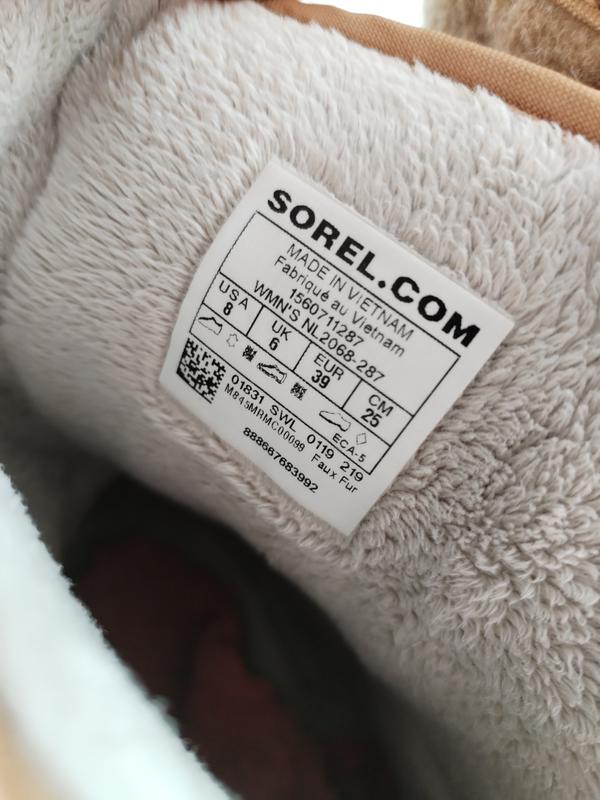 SOREL.COM
MADE IN VIETNAM
Fabriqué au Vietnam
1560711287
WMN'S NL2068-287
USA UK EUR CM
8 6 39 25
ECA-5
01831 SWL 0119 219
M845MRMC00099 Faux Fur
888667683992